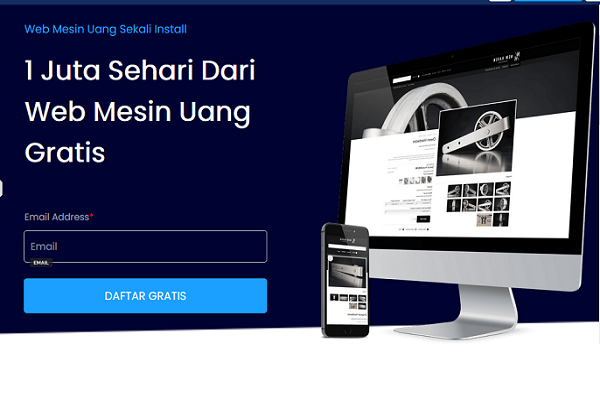 Web Mesin Uang Sekali Install
1 Juta Sehari Dari
Web Mesin Uang
Gratis
Email Address*
Email
EMAIL
DAFTAR GRATIS